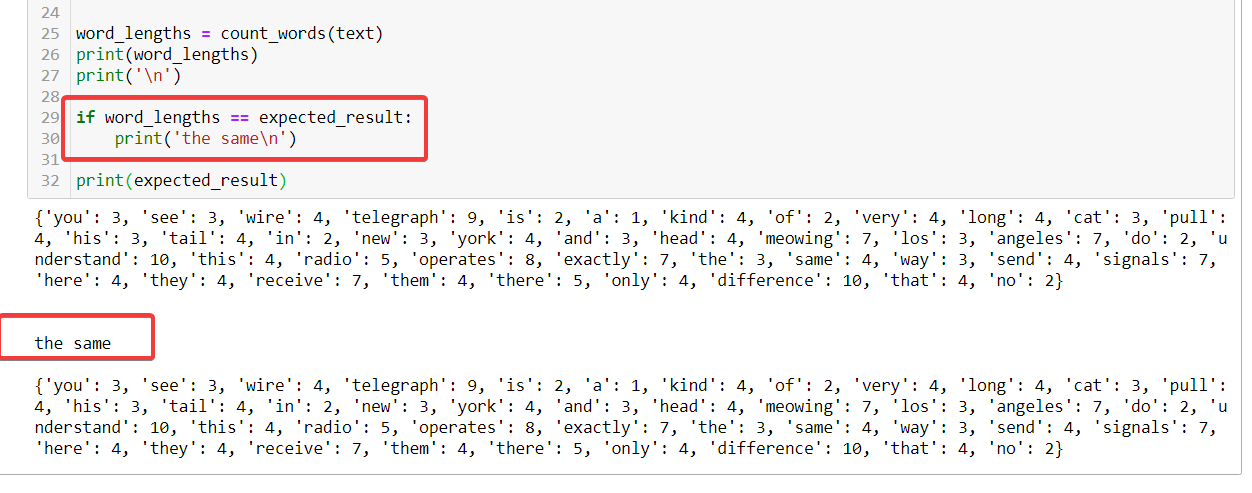 24
25 word_lengths = count_words(text)
26 print(word_lengths)
27 print('\n')
28
29 if word_lengths == expected_result:
30     print('the same\n')
31
32 print(expected_result)
{'you': 3, 'see': 3, 'wire': 4, 'telegraph': 9, 'is': 2, 'a': 1, 'kind': 4, 'of': 2, 'very': 4, 'long': 4, 'cat': 3, 'pull':
4, 'his': 3, 'tail': 4, 'in': 2, 'new': 3, 'york': 4, 'and': 3, 'head': 4, 'meowing': 7, 'los': 3, 'angeles': 7, 'do': 2, 'u
nderstand': 10, 'this': 4, 'radio': 5, 'operates': 8, 'exactly': 7, 'the': 3, 'same': 4, 'way': 3, 'send': 4, 'signals': 7,
'here': 4, 'they': 4, 'receive': 7, 'them': 4, 'there': 5, 'only': 4, 'difference': 10, 'that': 4, 'no': 2}
the same
{'you': 3, 'see': 3, 'wire': 4, 'telegraph': 9, 'is': 2, 'a': 1, 'kind': 4, 'of': 2, 'very': 4, 'long': 4, 'cat': 3, 'pull':
4, 'his': 3, 'tail': 4, 'in': 2, 'new': 3, 'york': 4, 'and': 3, 'head': 4, 'meowing': 7, 'los': 3, 'angeles': 7, 'do': 2, 'u
nderstand': 10, 'this': 4, 'radio': 5, 'operates': 8, 'exactly': 7, 'the': 3, 'same': 4, 'way': 3, 'send': 4, 'signals': 7,
'here': 4, 'they': 4, 'receive': 7, 'them': 4, 'there': 5, 'only': 4, 'difference': 10, 'that': 4, 'no': 2}